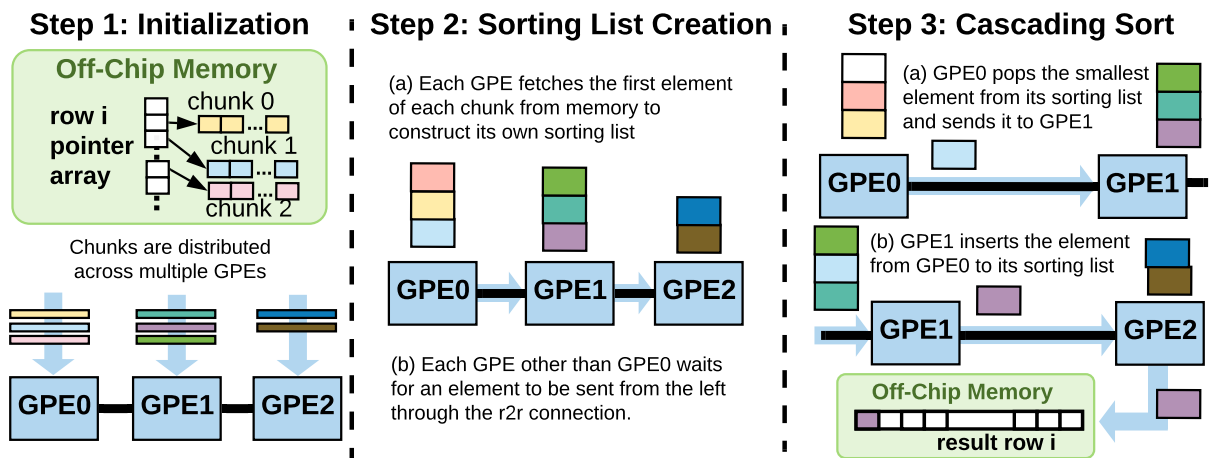 Step 1: Initialization
Off-Chip Memory
row i
pointer
array
chunk 0
chunk 1
chunk 2
...
...
...
Chunks are distributed
across multiple GPEs
GPE0
GPE1
GPE2
Step 2: Sorting List Creation
(a) Each GPE fetches the first element
of each chunk from memory to
construct its own sorting list
GPE0
GPE1
GPE2
(b) Each GPE other than GPE0 waits
for an element to be sent from the left
through the r2r connection.
Step 3: Cascading Sort
(a) GPE0 pops the smallest
element from its sorting list
and sends it to GPE1
GPE0
GPE1
(b) GPE1 inserts the element
from GPE0 to its sorting list
GPE1
GPE2
Off-Chip Memory
result row i